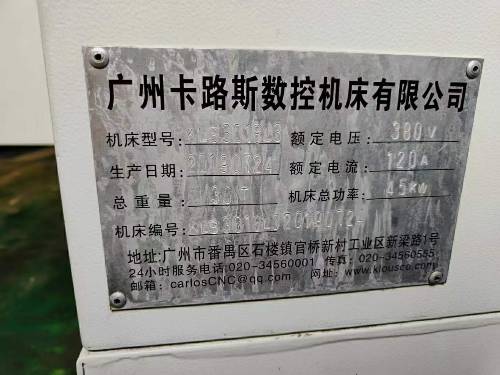 广州卡路斯数控机床有限公司
机床型号: 额定电压: 380 V
生产日期: 20190724 额定电流: 120A
总重量: 30T 机床总功率: 45KW
机床编号:
地址:广州市番禺区石楼镇官桥新村工业区新梁路1号
24小时服务电话:020-34560001 传真:020-34560555
邮箱:carlosCNC@qq.com 网址: